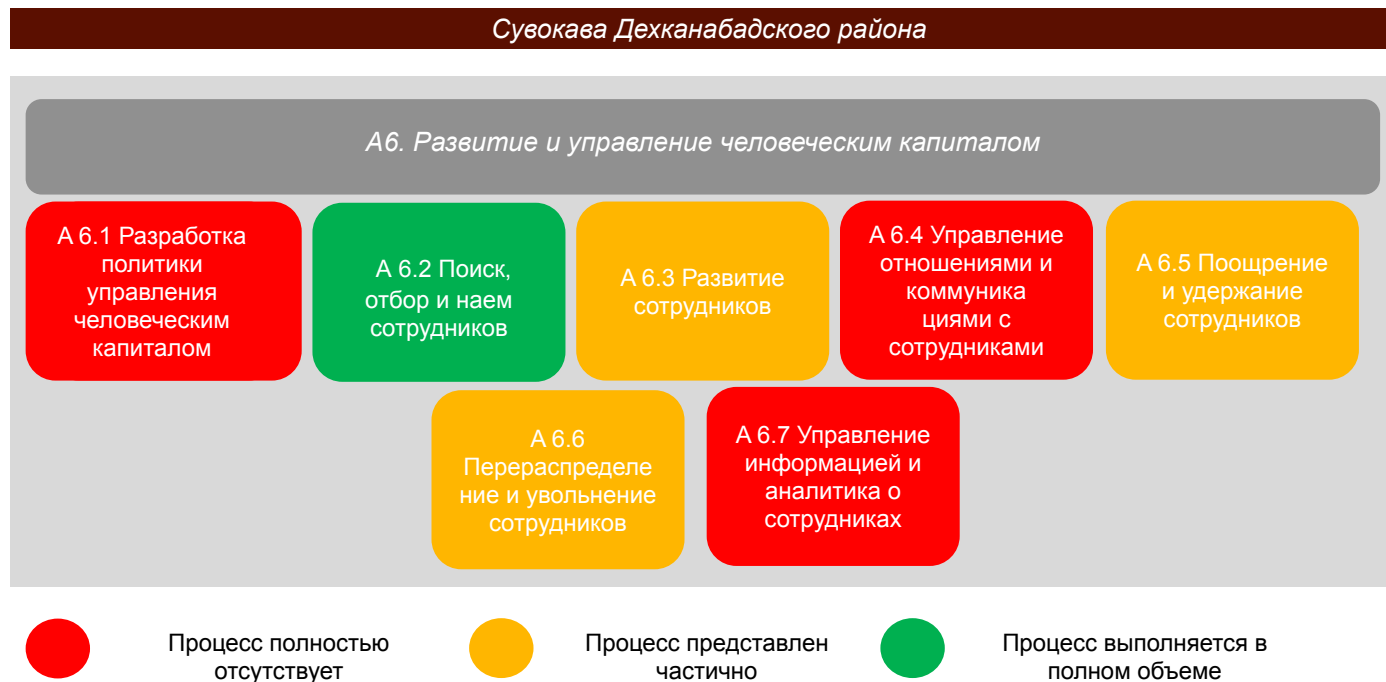 Сувокава Дехканабадского района
А6. Развитие и управление человеческим капиталом
А 6.1 Разработка
политики
управления
человеческим
капиталом
А 6.2 Поиск,
отбор и наем
сотрудников
А 6.3 Развитие
сотрудников
А 6.4 Управление
отношениями и
коммуника
циями с
сотрудниками
А 6.5 Поощрение
и удержание
сотрудников
А 6.6
Перераспределе
ние и увольнение
сотрудников
А 6.7 Управление
информацией и
аналитика о
сотрудниках
Процесс полностью
отсутствует
Процесс представлен
частично
Процесс выполняется в
полном объеме